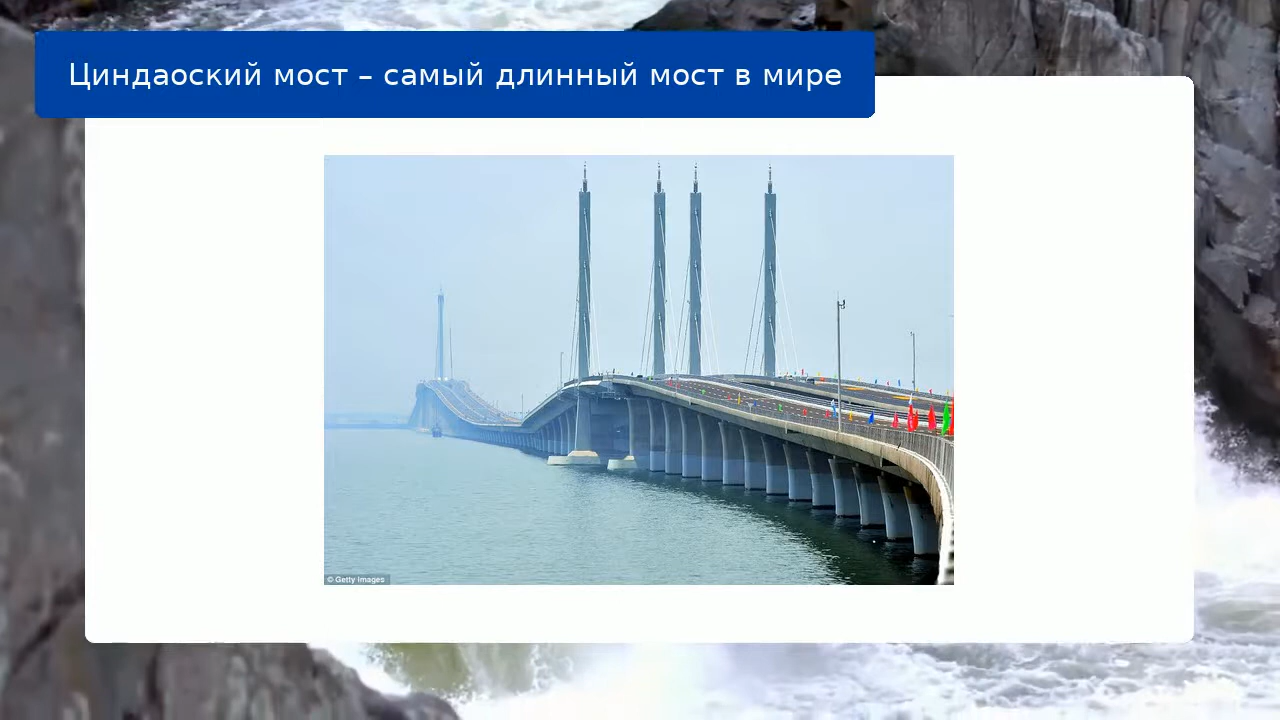 Циндаоский мост – самый длинный мост в мире
© Getty Images